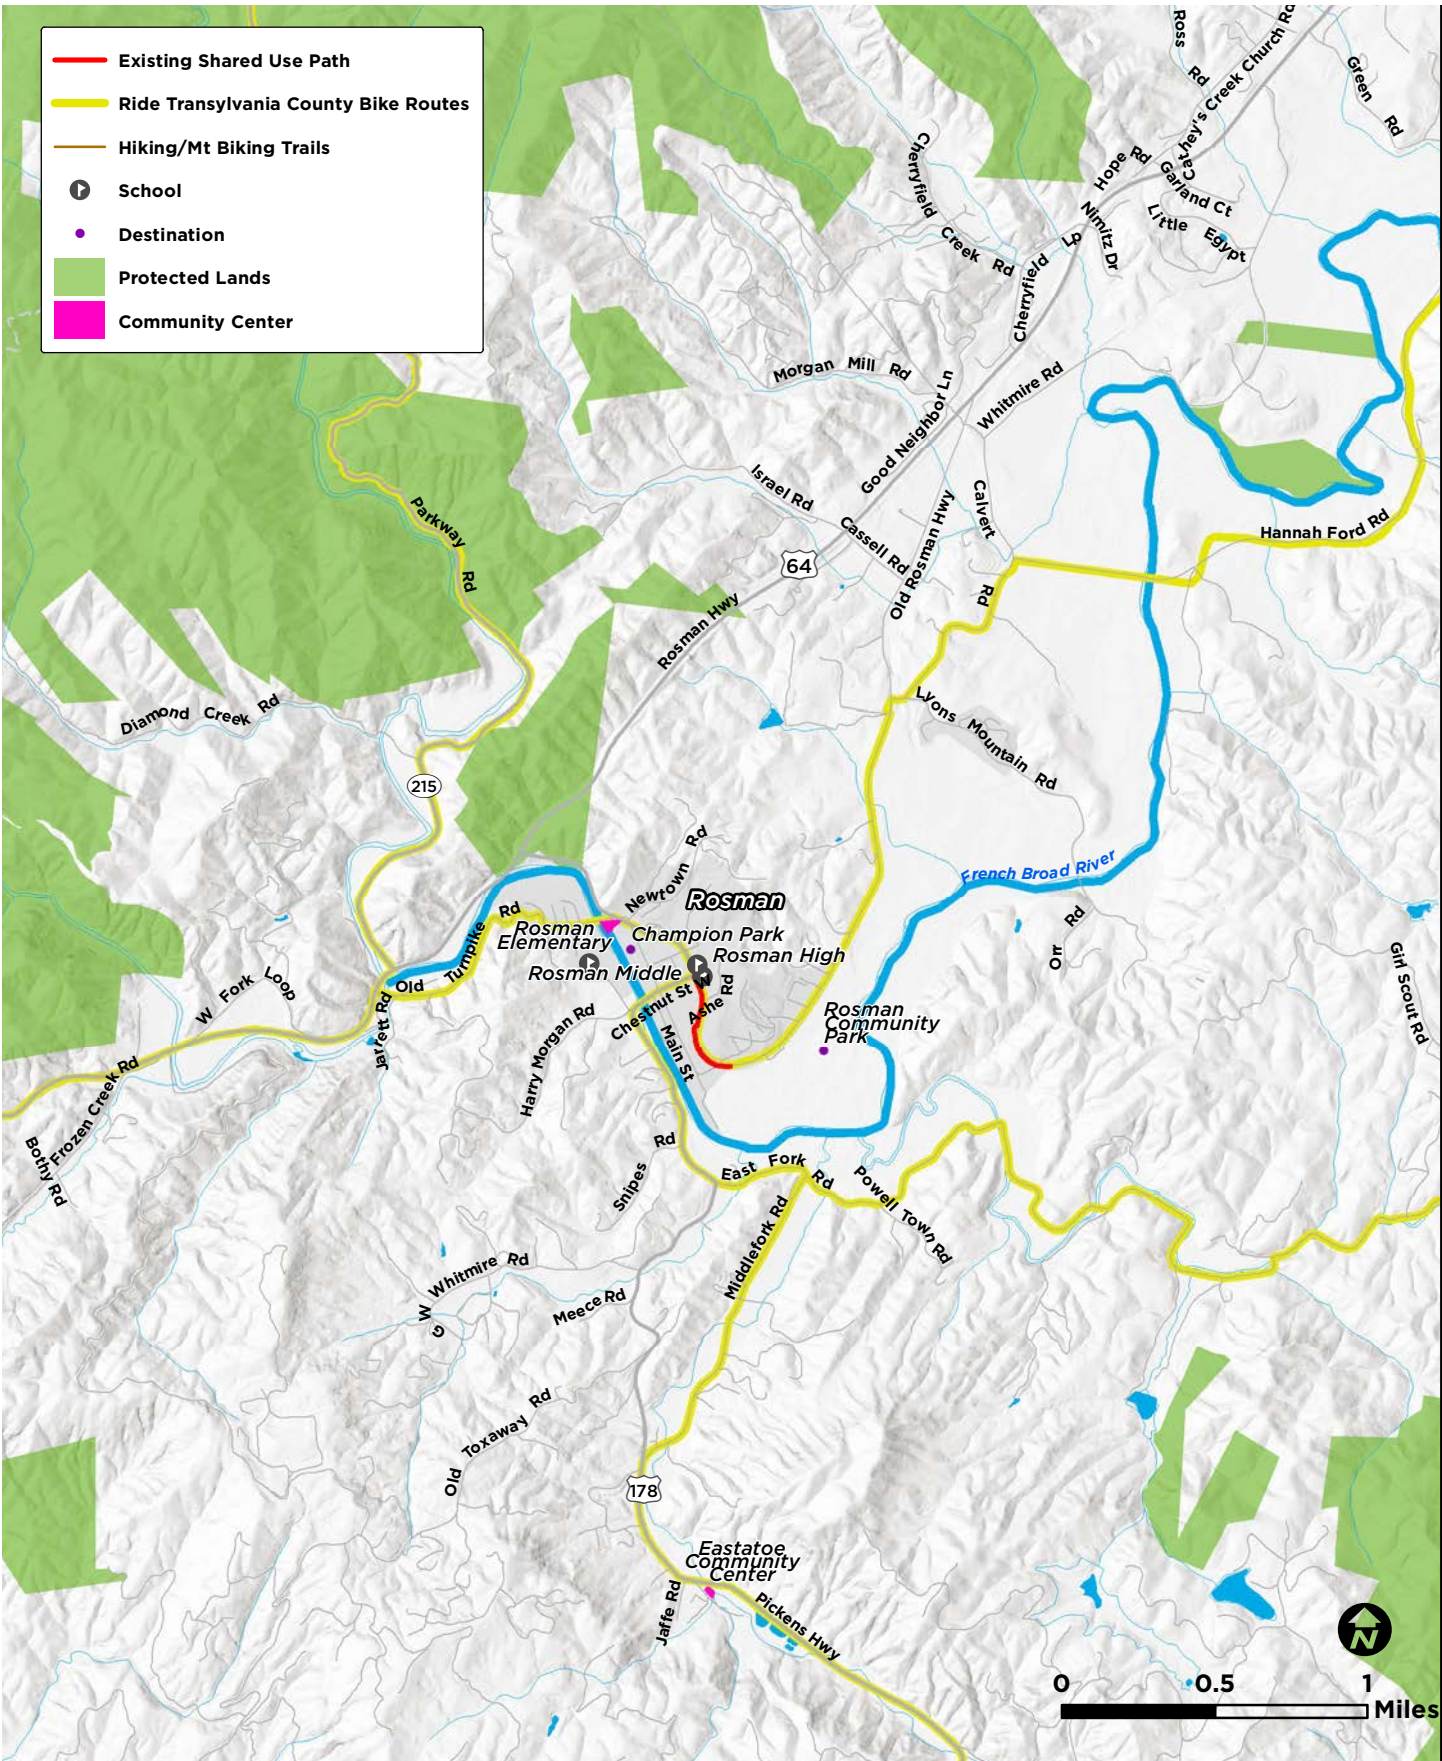 Existing Shared Use Path
Ride Transylvania County Bike Routes
Hiking/Mt Biking Trails
School
Destination
Protected Lands
Community Center
Ross Rd
Cathey's Creek Church Rd
Green Rd
Hope Rd
Garland Ct
Little Egypt
Nimitz Dr
Cherryfield Creek Rd
Cherryfield Lp
Morgan Mill Rd
Good Neighbor Ln
Whitmire Rd
Israel Rd
Cassell Rd
Old Rosman Hwy
Calvert Rd
Hannah Ford Rd
Parkway Rd
64
Rosman Hwy
Diamond Creek Rd
Lyons Mountain Rd
215
French Broad River
Newtown Rd
Rosman
Old Turnpike Rd
Rosman
Elementary
Champion Park
Rosman High
Rosman Middle
W
Chestnut St
Ashe Rd
Main St
Harry Morgan Rd
Rosman
Community
Park
Orr Rd
Girl Scout Rd
W Fork Loop
Jarrett Rd
Frozen Creek Rd
Bothy Rd
Snipes Rd
East Fork Rd
Powell Town Rd
Middlefork Rd
G W Whitmire Rd
Meece Rd
Old Toxaway Rd
178
Eastatoe
Community
Center
Jaffe Rd
Pickens Hwy
N
0 0.5 1
Miles